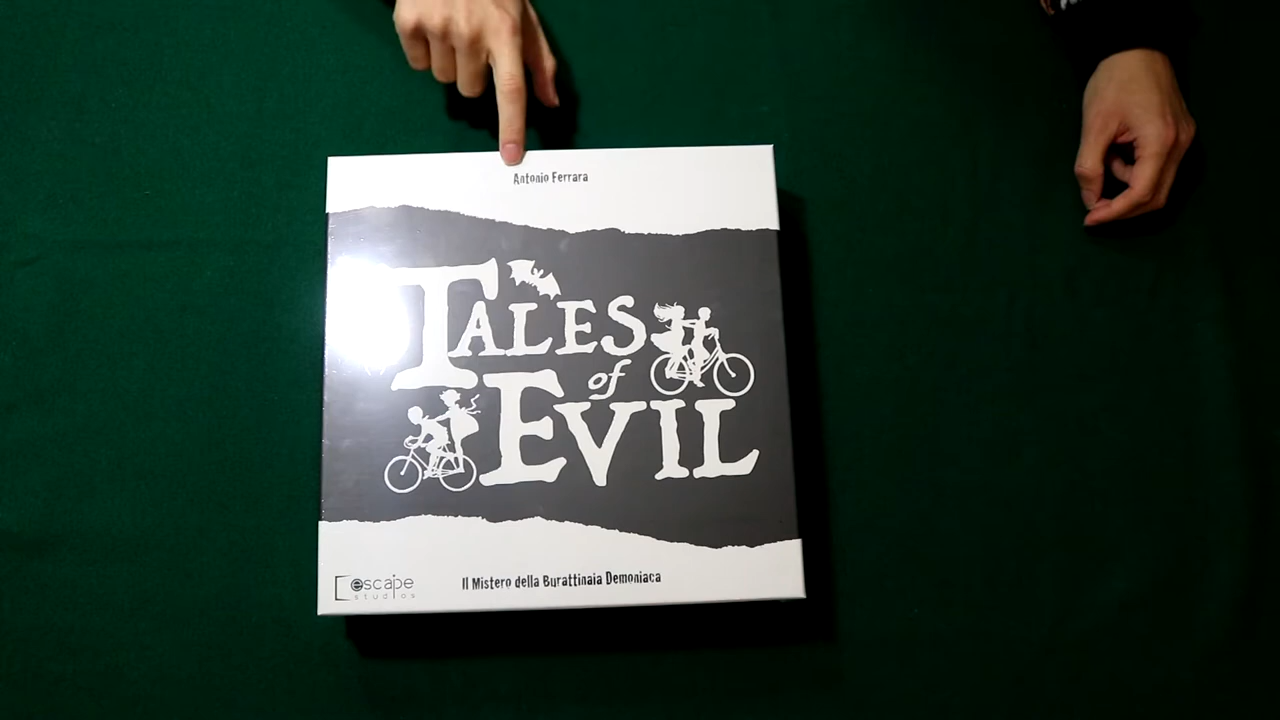 Antonio Ferrara
TALES
of
EVIL
escape
studios
Il Mistero della Burattinaia Demoniaca